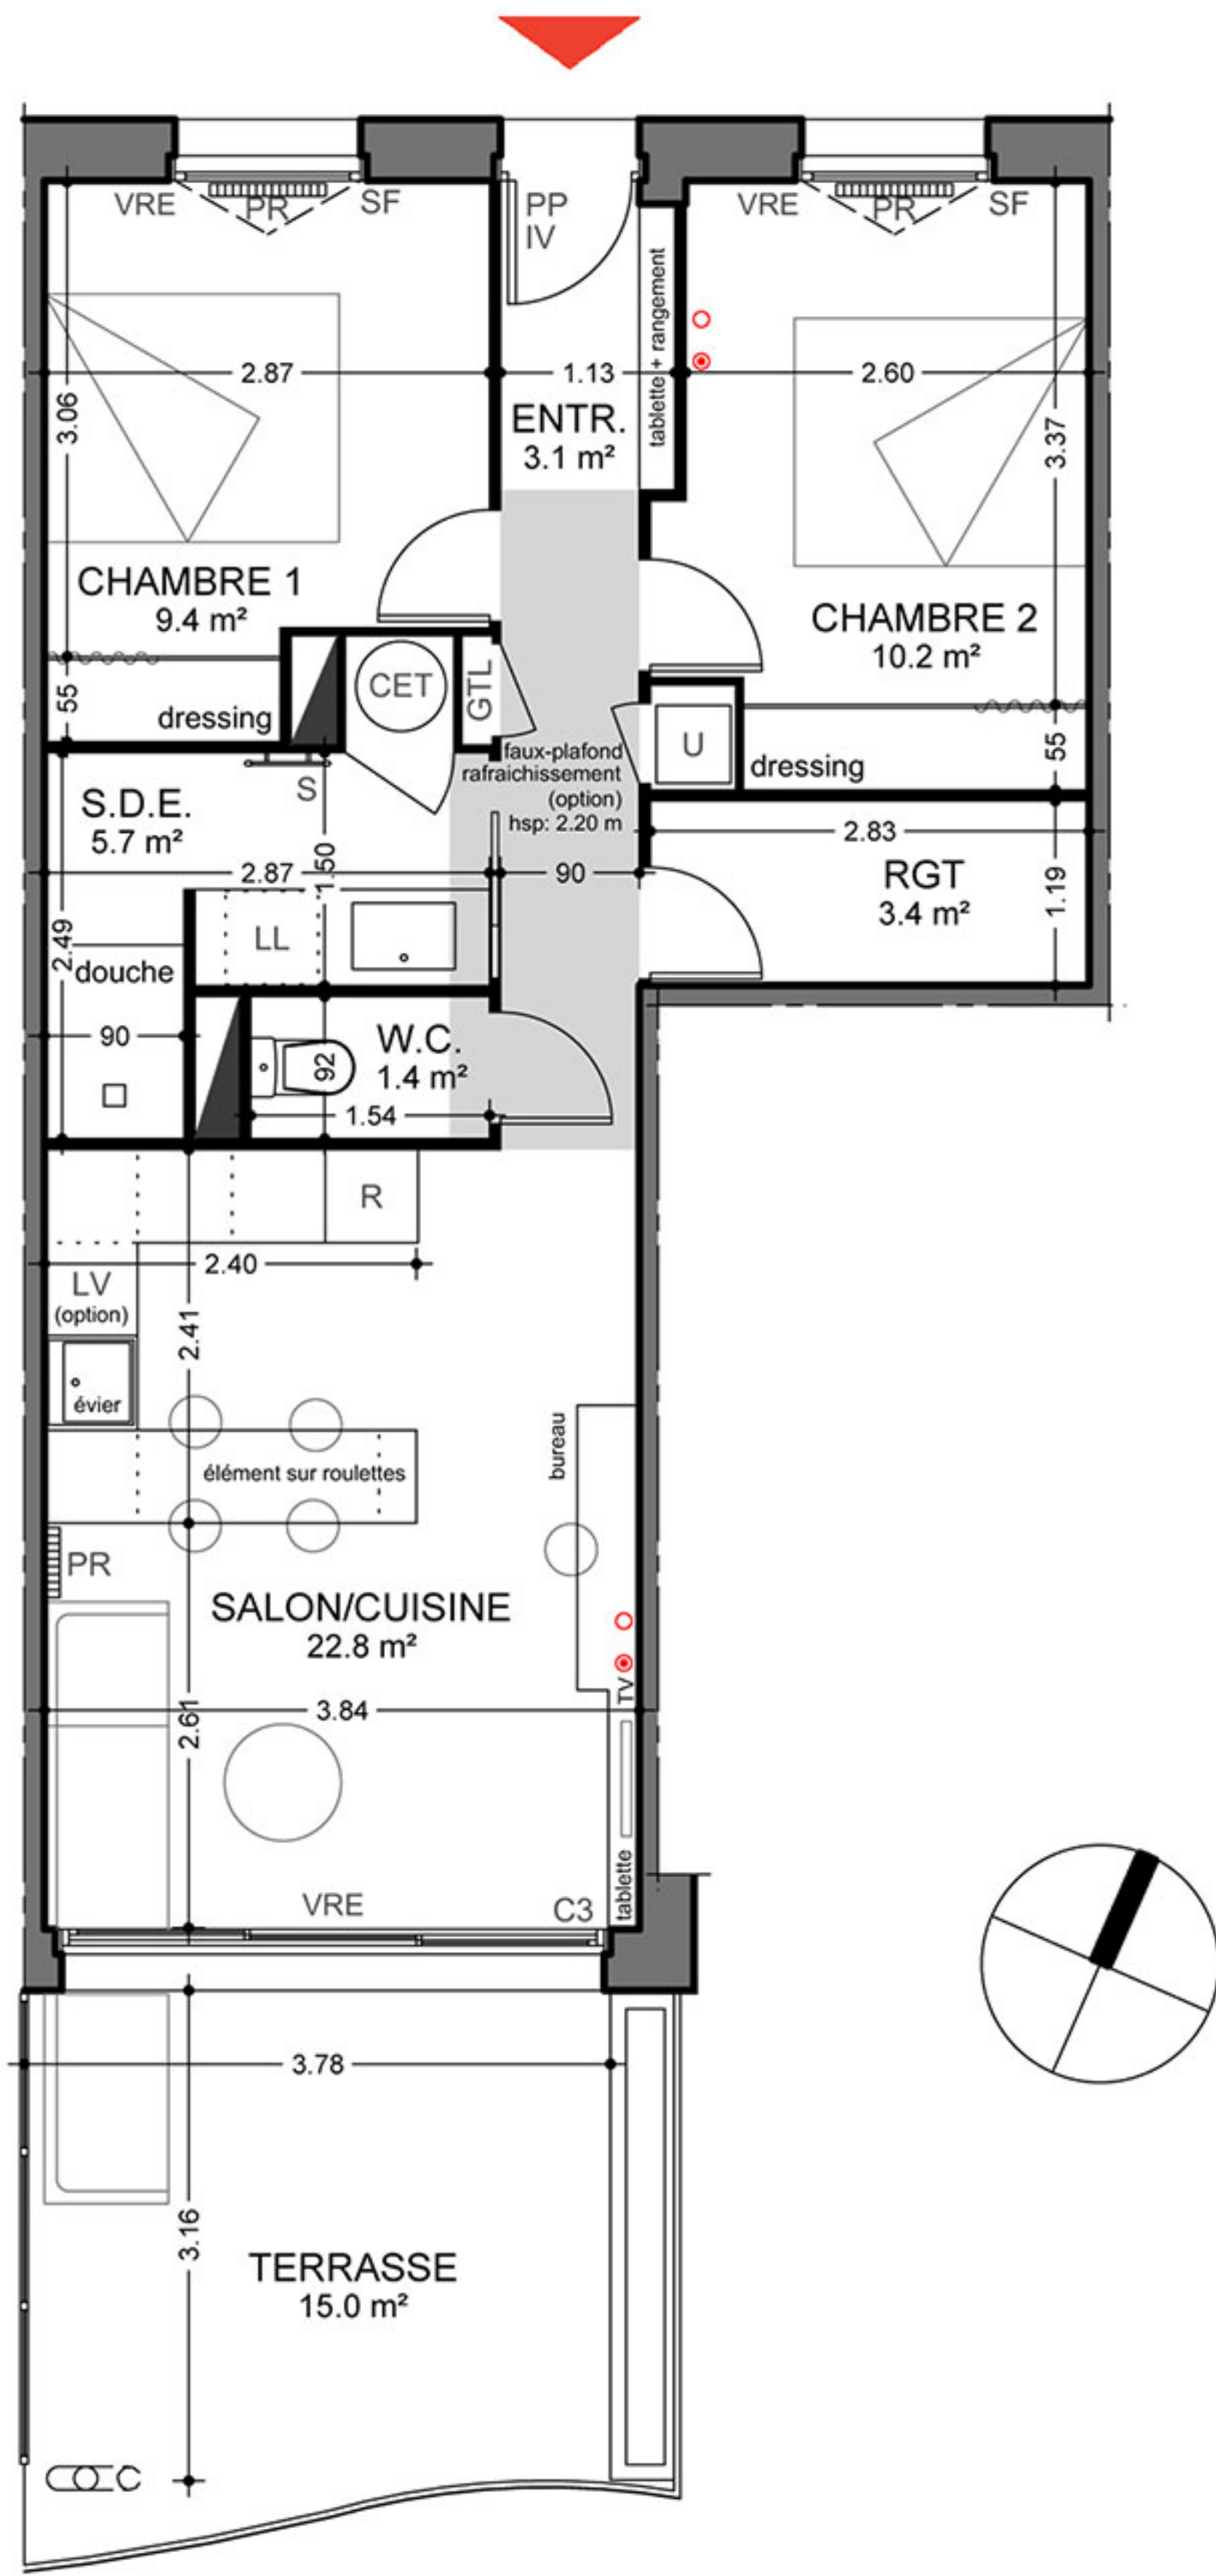 VRE
PR
SF
PP
IV
VRE
PR
SF
tablette + rangement
2.87
1.13
2.60
3.06
ENTR.
3.1 m²
3.37
CHAMBRE 1
9.4 m²
CHAMBRE 2
10.2 m²
55
dressing
CET
GTL
U
dressing
55
faux-plafond
rafraichissement
(option)
hsp: 2.20 m
S
S.D.E.
5.7 m²
1.50
2.87
90
2.83
RGT
3.4 m²
1.19
2.49
LL
douche
90
W.C.
1.4 m²
92
1.54
R
2.40
LV
(option)
2.41
évier
élément sur roulettes
bureau
PR
SALON/CUISINE
22.8 m²
TV
2.61
3.84
tablette
VRE
C3
3.78
3.16
TERRASSE
15.0 m²